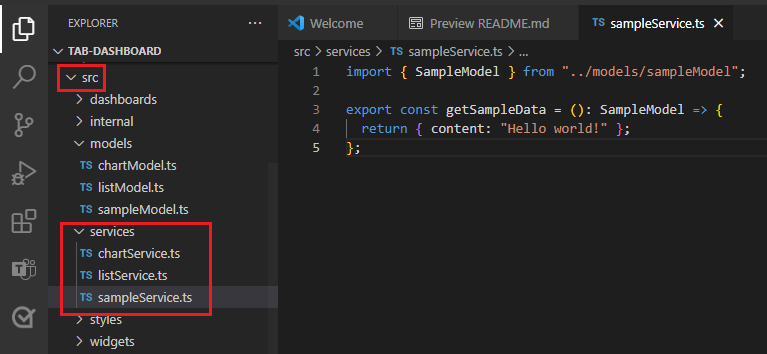 EXPLORER
TAB-DASHBOARD
src
dashboards
internal
models
TS chartModel.ts
TS listModel.ts
TS sampleModel.ts
services
TS chartService.ts
TS listService.ts
TS sampleService.ts
styles
widgets
Welcome
Preview README.md
sampleService.ts
src > services > TS sampleService.ts > ...
1 import { SampleModel } from "../models/sampleModel";
2
3 export const getSampleData = (): SampleModel => {
4 return { content: "Hello world!" };
5 };